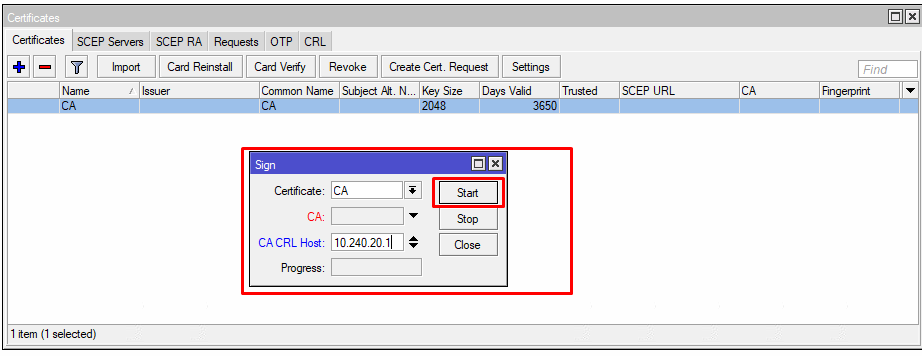 Certificates
Certificates SCEP Servers SCEP RA Requests OTP CRL
Import Card Reinstall Card Verify Revoke Create Cert. Request Settings Find
Name Issuer Common Name Subject Alt. N... Key Size Days Valid Trusted SCEP URL CA Fingerprint
CA CA 2048 3650
Sign
Certificate: CA Start
CA: Stop
CA CRL Host: 10.240.20.1 Close
Progress:
1 item (1 selected)